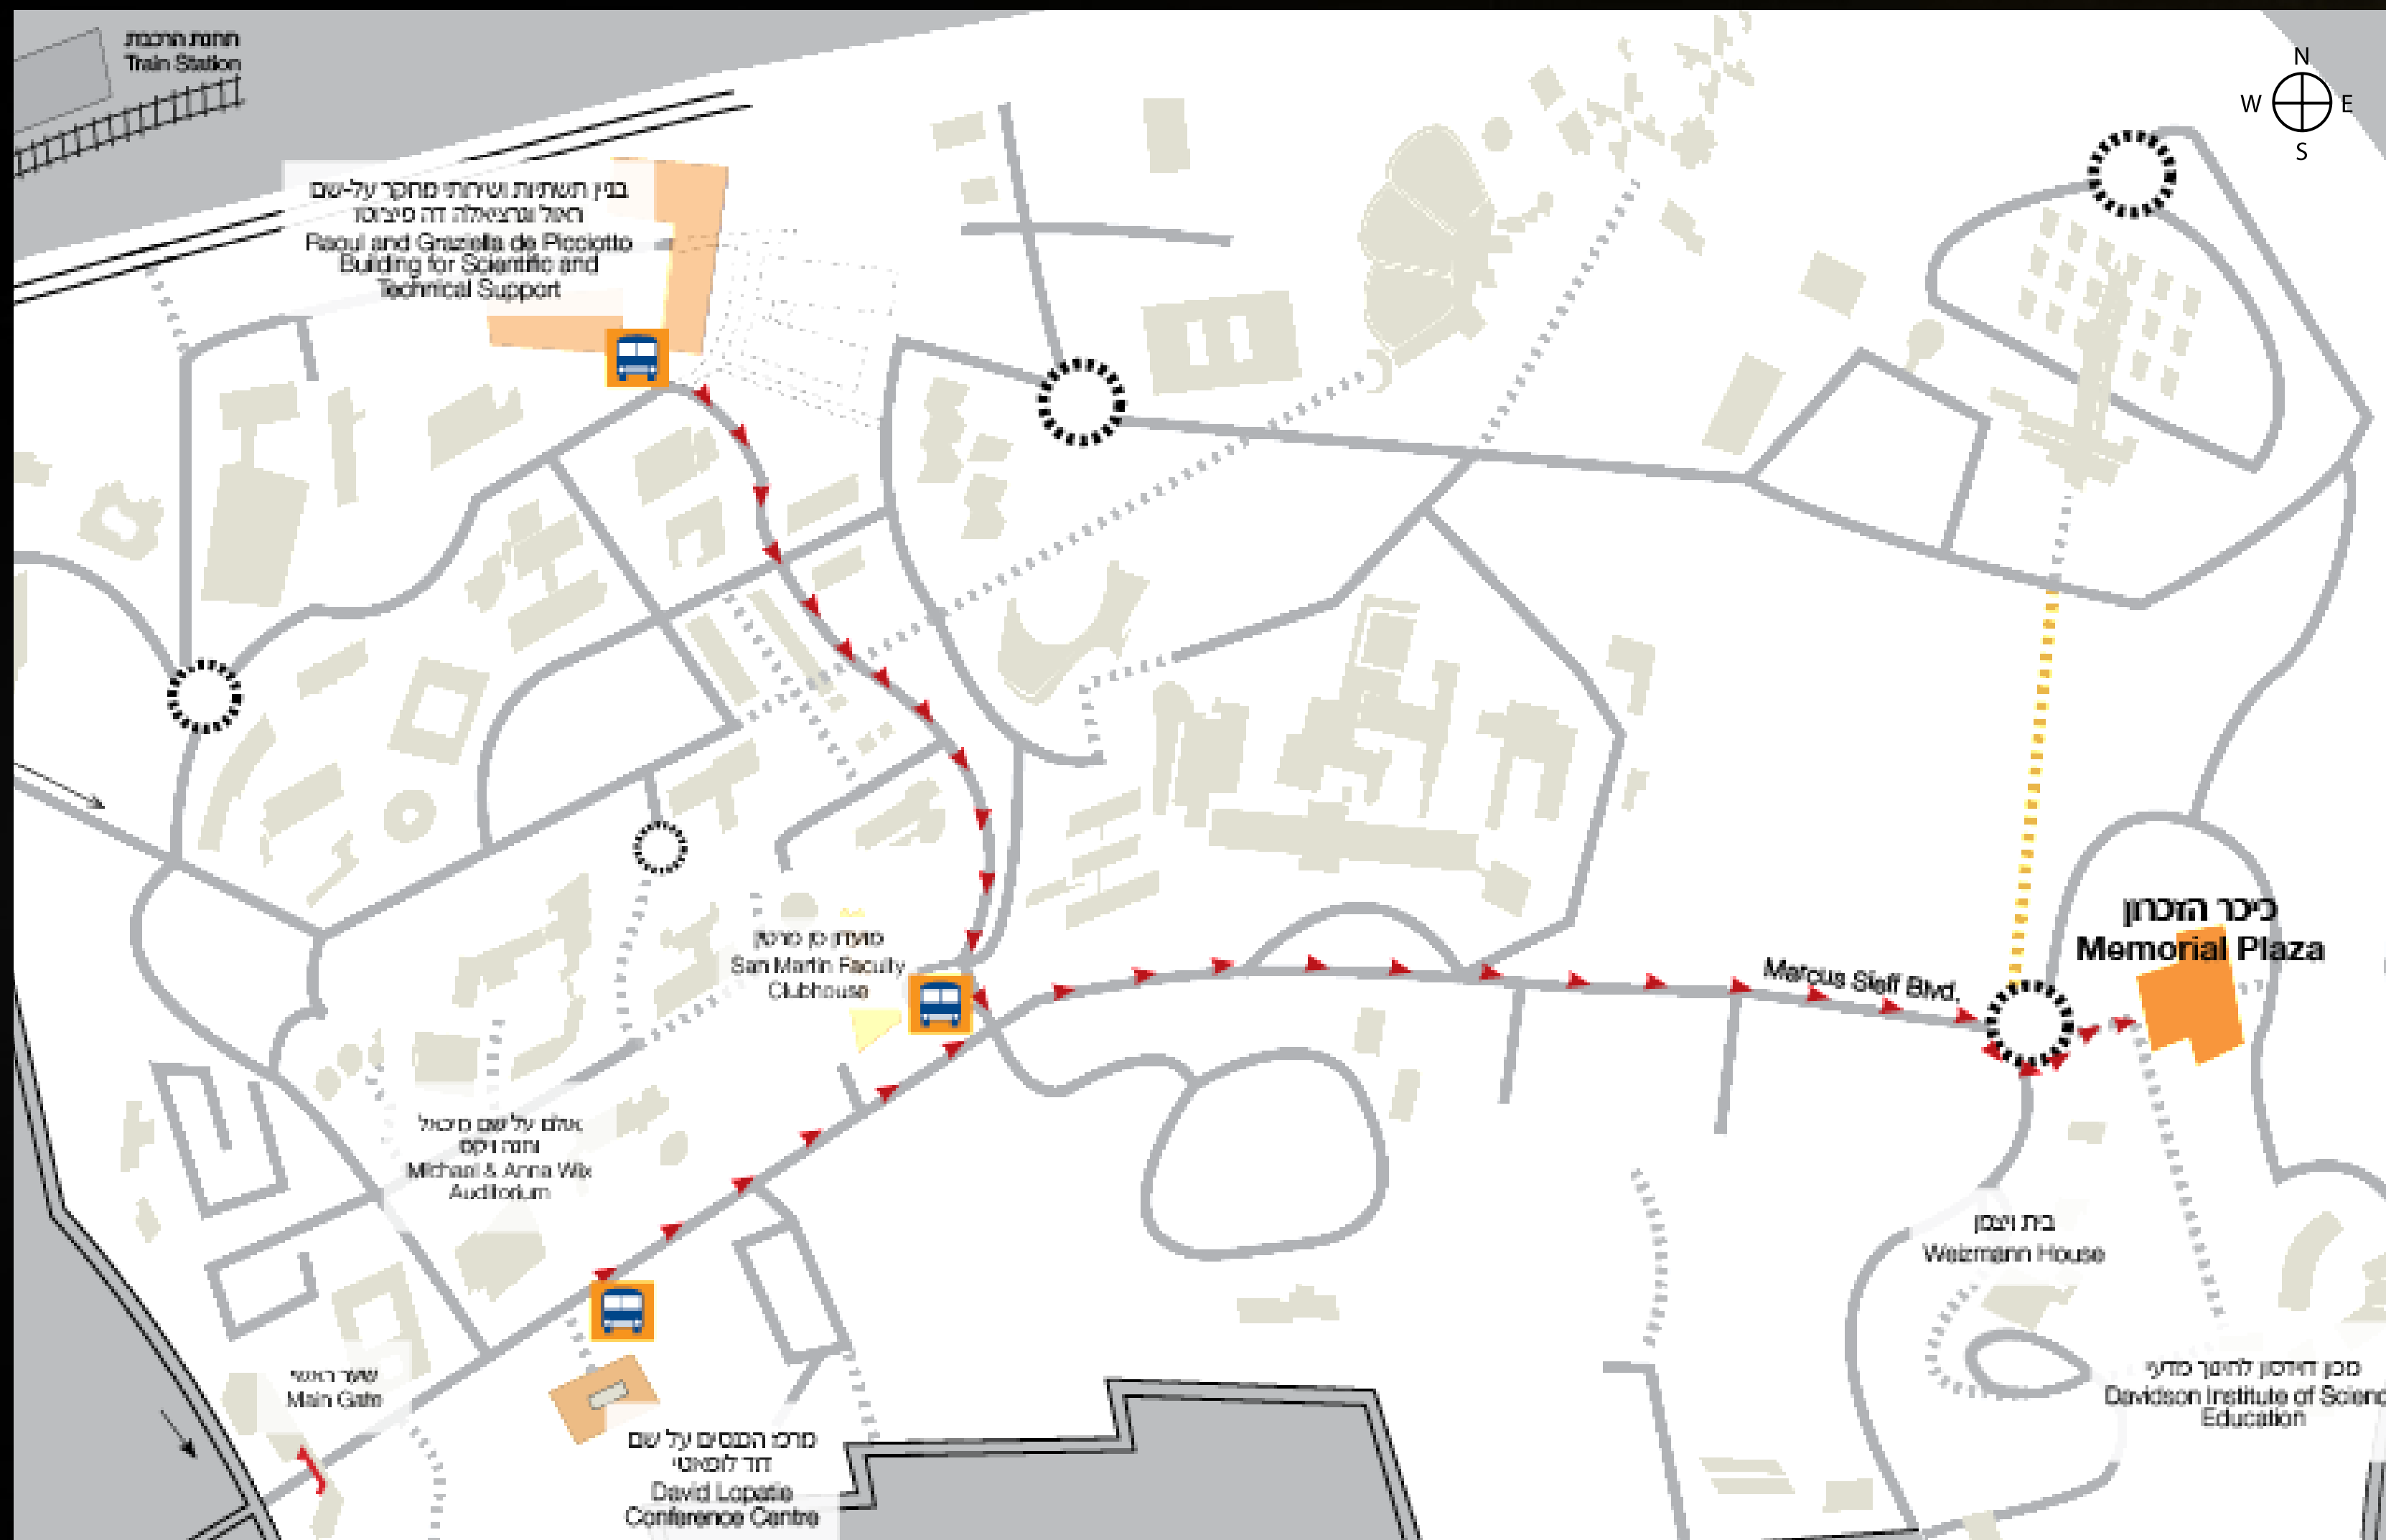 תחנת הרכבת
Train Station
N
W E
S
בנין תשתיות ושירותי מחקר על-שם
ראול וגרציאלה דה פיצ'וטו
Raoul and Graziella de Picciotto
Building for Scientific and
Technical Support
כיכר הזכרון
Memorial Plaza
מועדון סן מרטין
San Martin Faculty
Clubhouse
Marcus Sieff Blvd.
אולם על שם מיכאל
וחנה ויקס
Michael & Anna Wix
Auditorium
בית ויצמן
Weizmann House
שער ראשי
Main Gate
מכון דוידסון לחינוך מדעי
Davidson Institute of Scienc
Education
מרכז הכנסים על שם
דוד לופאטי
David Lopatie
Conference Centre